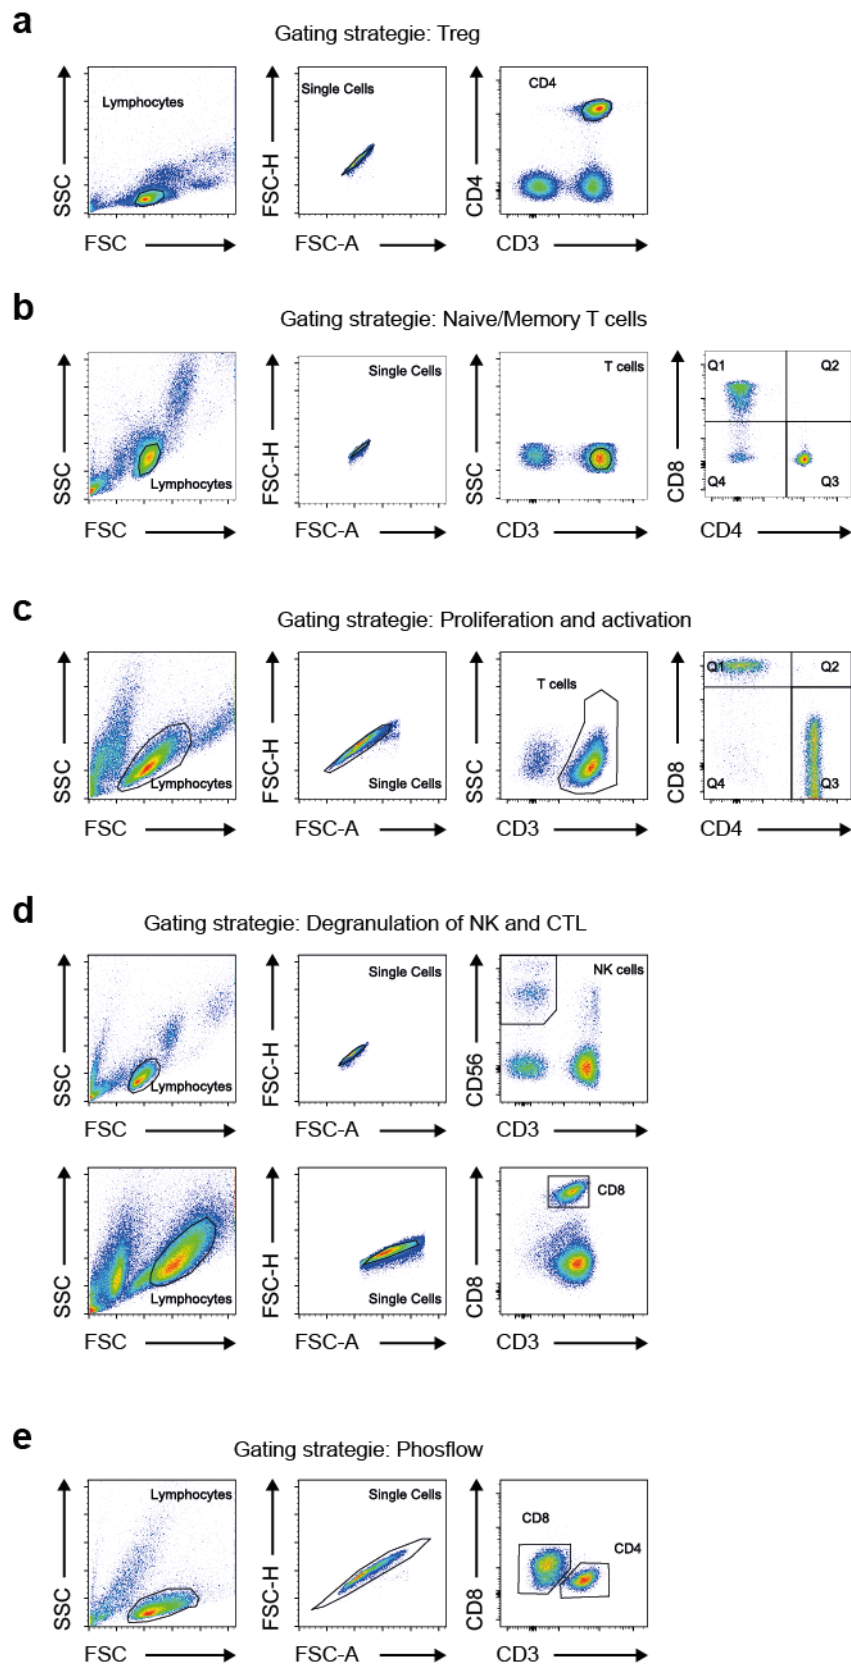 a
Gating strategie: Treg
Lymphocytes
SSC
FSC
Single Cells
FSC-H
FSC-A
CD4
CD4
CD3
b
Gating strategie: Naive/Memory T cells
Lymphocytes
SSC
FSC
Single Cells
FSC-H
FSC-A
T cells
SSC
CD3
Q1 Q2
Q4 Q3
CD8
CD4
c
Gating strategie: Proliferation and activation
Lymphocytes
SSC
FSC
Single Cells
FSC-H
FSC-A
T cells
SSC
CD3
Q1 Q2
Q4 Q3
CD8
CD4
d
Gating strategie: Degranulation of NK and CTL
Lymphocytes
SSC
FSC
Single Cells
FSC-H
FSC-A
NK cells
CD56
CD3
Lymphocytes
SSC
FSC
Single Cells
FSC-H
FSC-A
CD8
CD8
CD3
e
Gating strategie: Phosflow
Lymphocytes
SSC
FSC
Single Cells
FSC-H
FSC-A
CD8
CD4
CD8
CD3